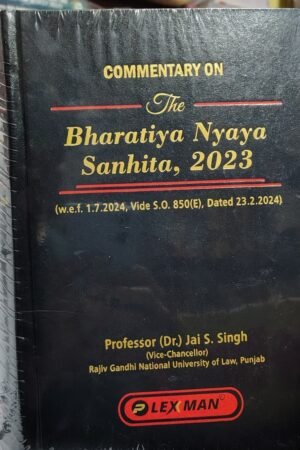 COMMENTARY ON
The
Bharatiya Nyaya
Sanhita, 2023
(w.e.f. 1.7.2024, Vide S.O. 850(E), Dated 23.2.2024)
Professor (Dr.) Jai S. Singh
(Vice-Chancellor)
Rajiv Gandhi National University of Law, Punjab
LEXMAN